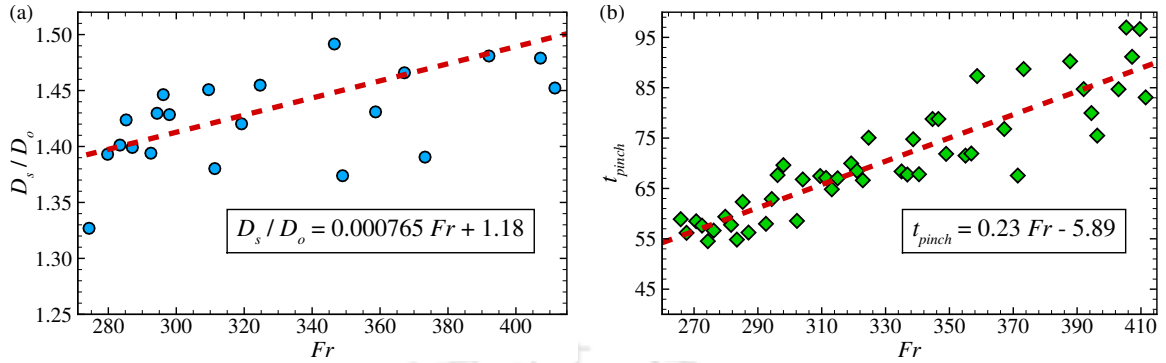 (a)
1.50
1.45
1.40
1.35
1.30
1.25
D_s / D_o
D_s / D_o = 0.000765 Fr + 1.18
280 300 320 340 360 380 400
Fr
(b)
95
85
75
65
55
45
t_pinch
t_pinch = 0.23 Fr - 5.89
270 290 310 330 350 370 390 410
Fr